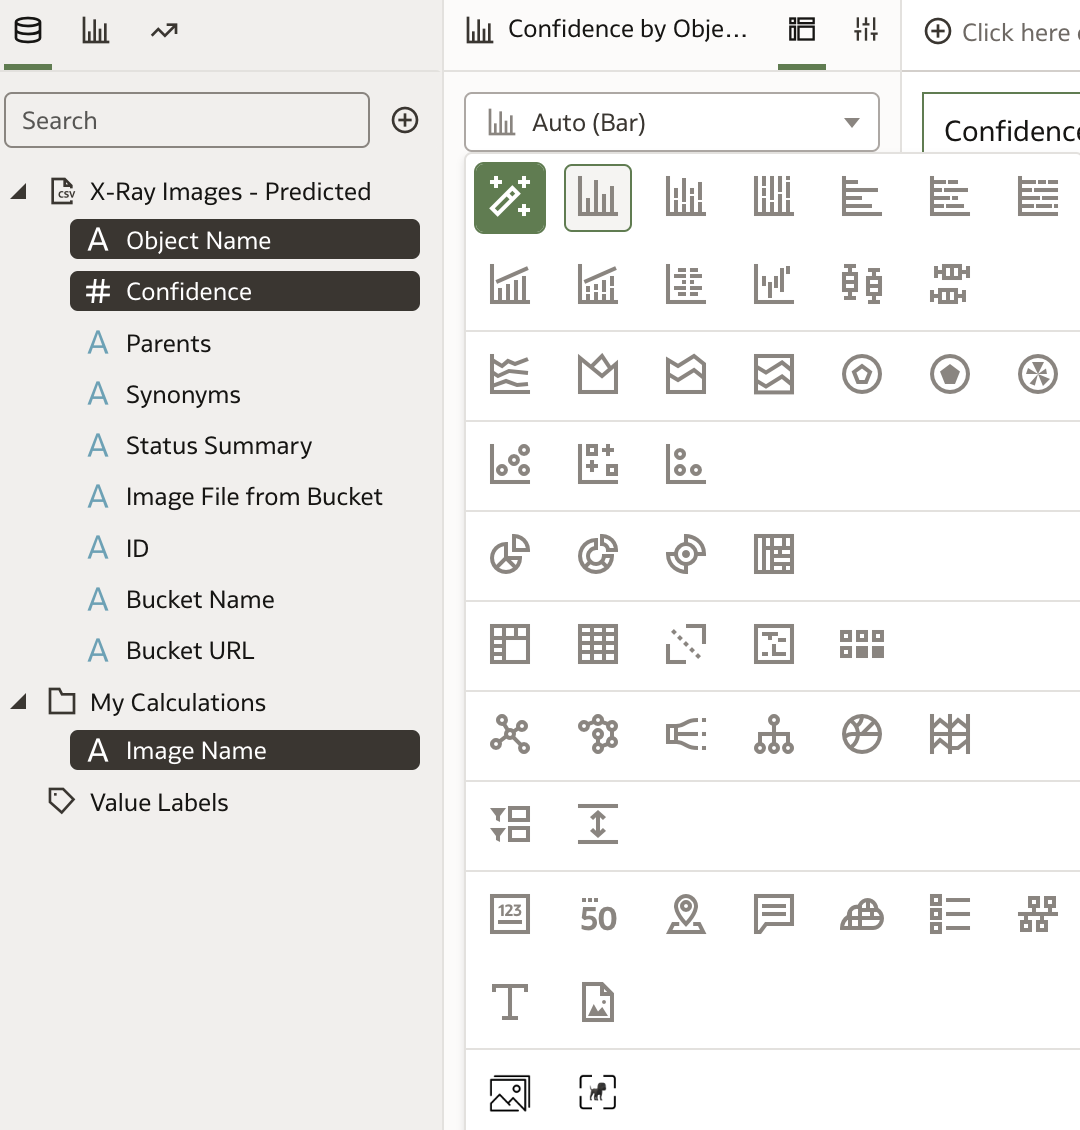 Confidence by Obje...
Click here
Search
Auto (Bar)
Confidence
CSV
X-Ray Images - Predicted
A Object Name
# Confidence
A Parents
A Synonyms
A Status Summary
A Image File from Bucket
A ID
A Bucket Name
A Bucket URL
My Calculations
A Image Name
Value Labels
123
50
T